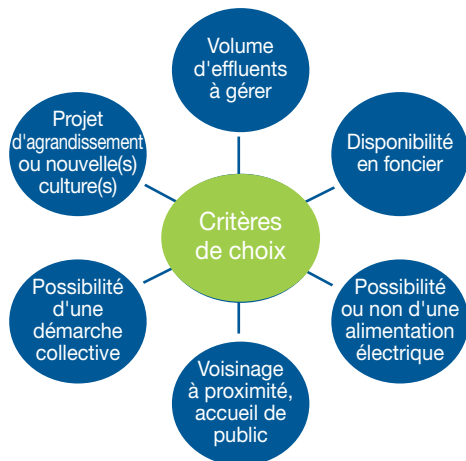 Volume
d'effluents
à gérer
Projet
d'agrandissement
ou nouvelle(s)
culture(s)
Disponibilité
en foncier
Critères
de choix
Possibilité
d'une
démarche
collective
Possibilité
ou non d'une
alimentation
électrique
Voisinage
à proximité,
accueil de
public